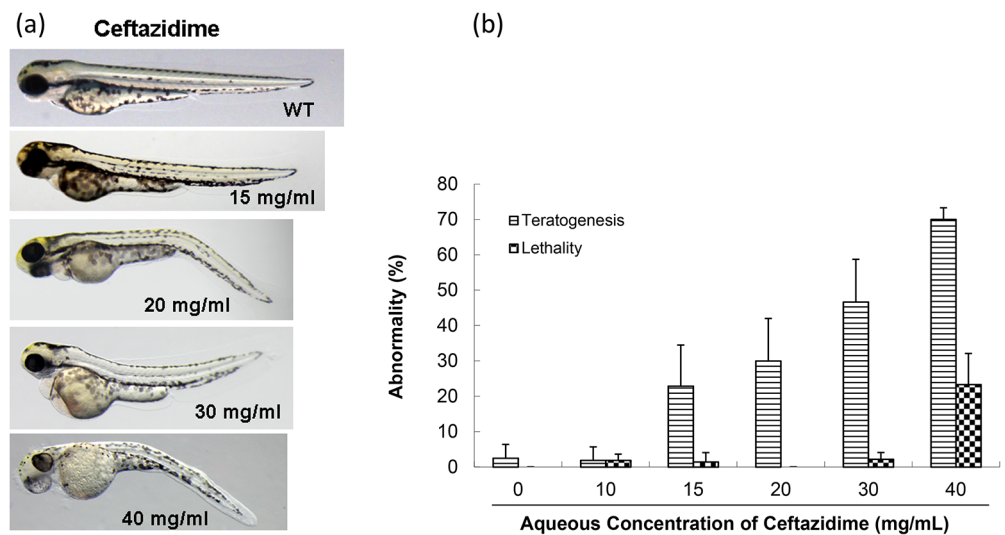 (a)
Ceftazidime
WT
15 mg/ml
20 mg/ml
30 mg/ml
40 mg/ml
(b)
80
70
60
50
40
30
20
10
0
Abnormality (%)
Teratogenesis
Lethality
0 10 15 20 30 40
Aqueous Concentration of Ceftazidime (mg/mL)